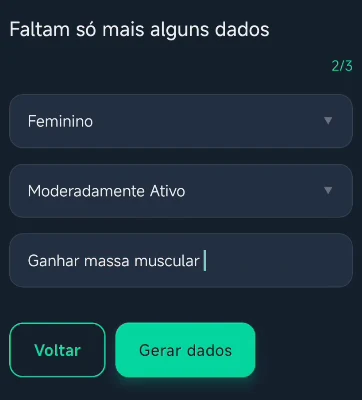 Faltam só mais alguns dados
2/3
Feminino
Moderadamente Ativo
Ganhar massa muscular
Voltar
Gerar dados